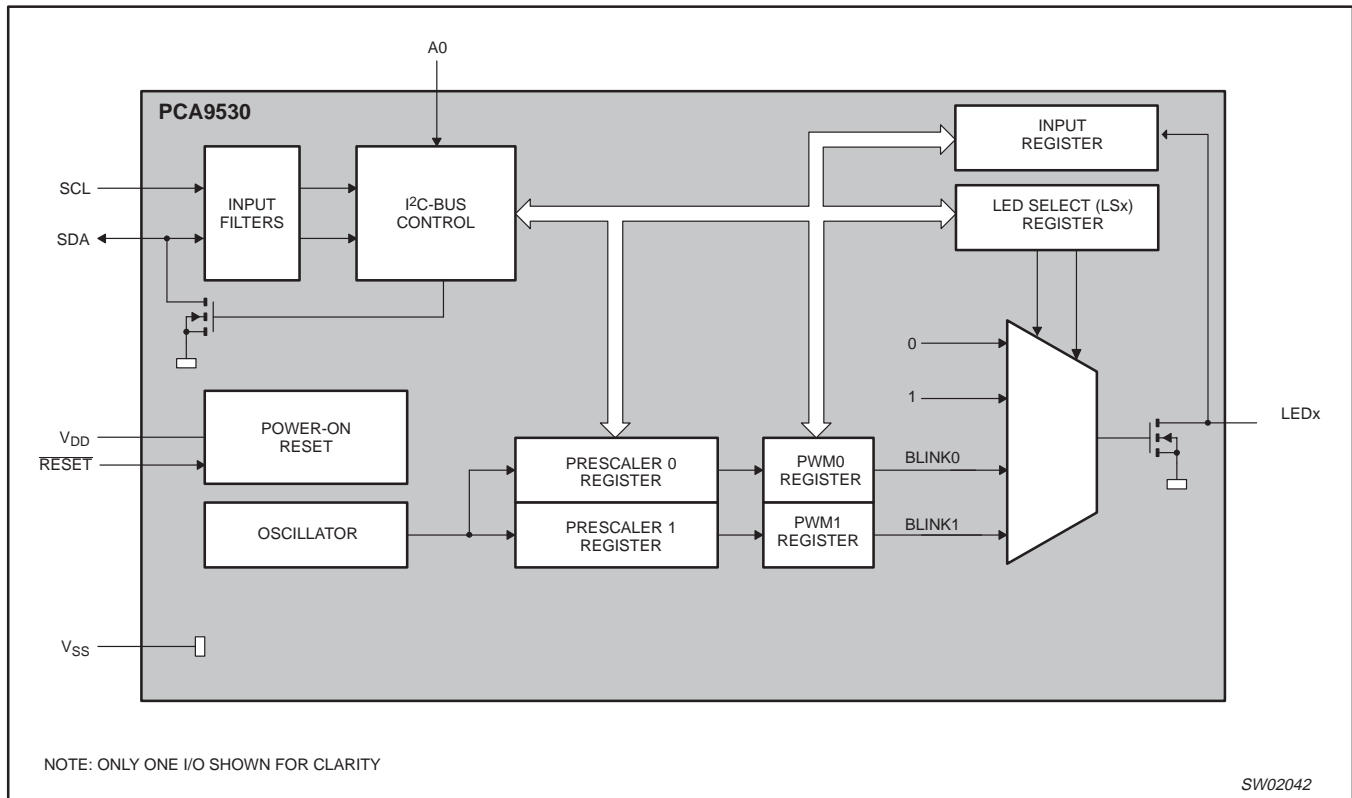 A0
PCA9530
INPUT
REGISTER
SCL
INPUT
FILTERS
I²C-BUS
CONTROL
LED SELECT (LSx)
REGISTER
SDA
0
1
LEDx
V_DD
RESET
POWER-ON
RESET
PRESCALER 0
REGISTER
PWM0
REGISTER
BLINK0
OSCILLATOR
PRESCALER 1
REGISTER
PWM1
REGISTER
BLINK1
V_SS
NOTE: ONLY ONE I/O SHOWN FOR CLARITY
SW02042